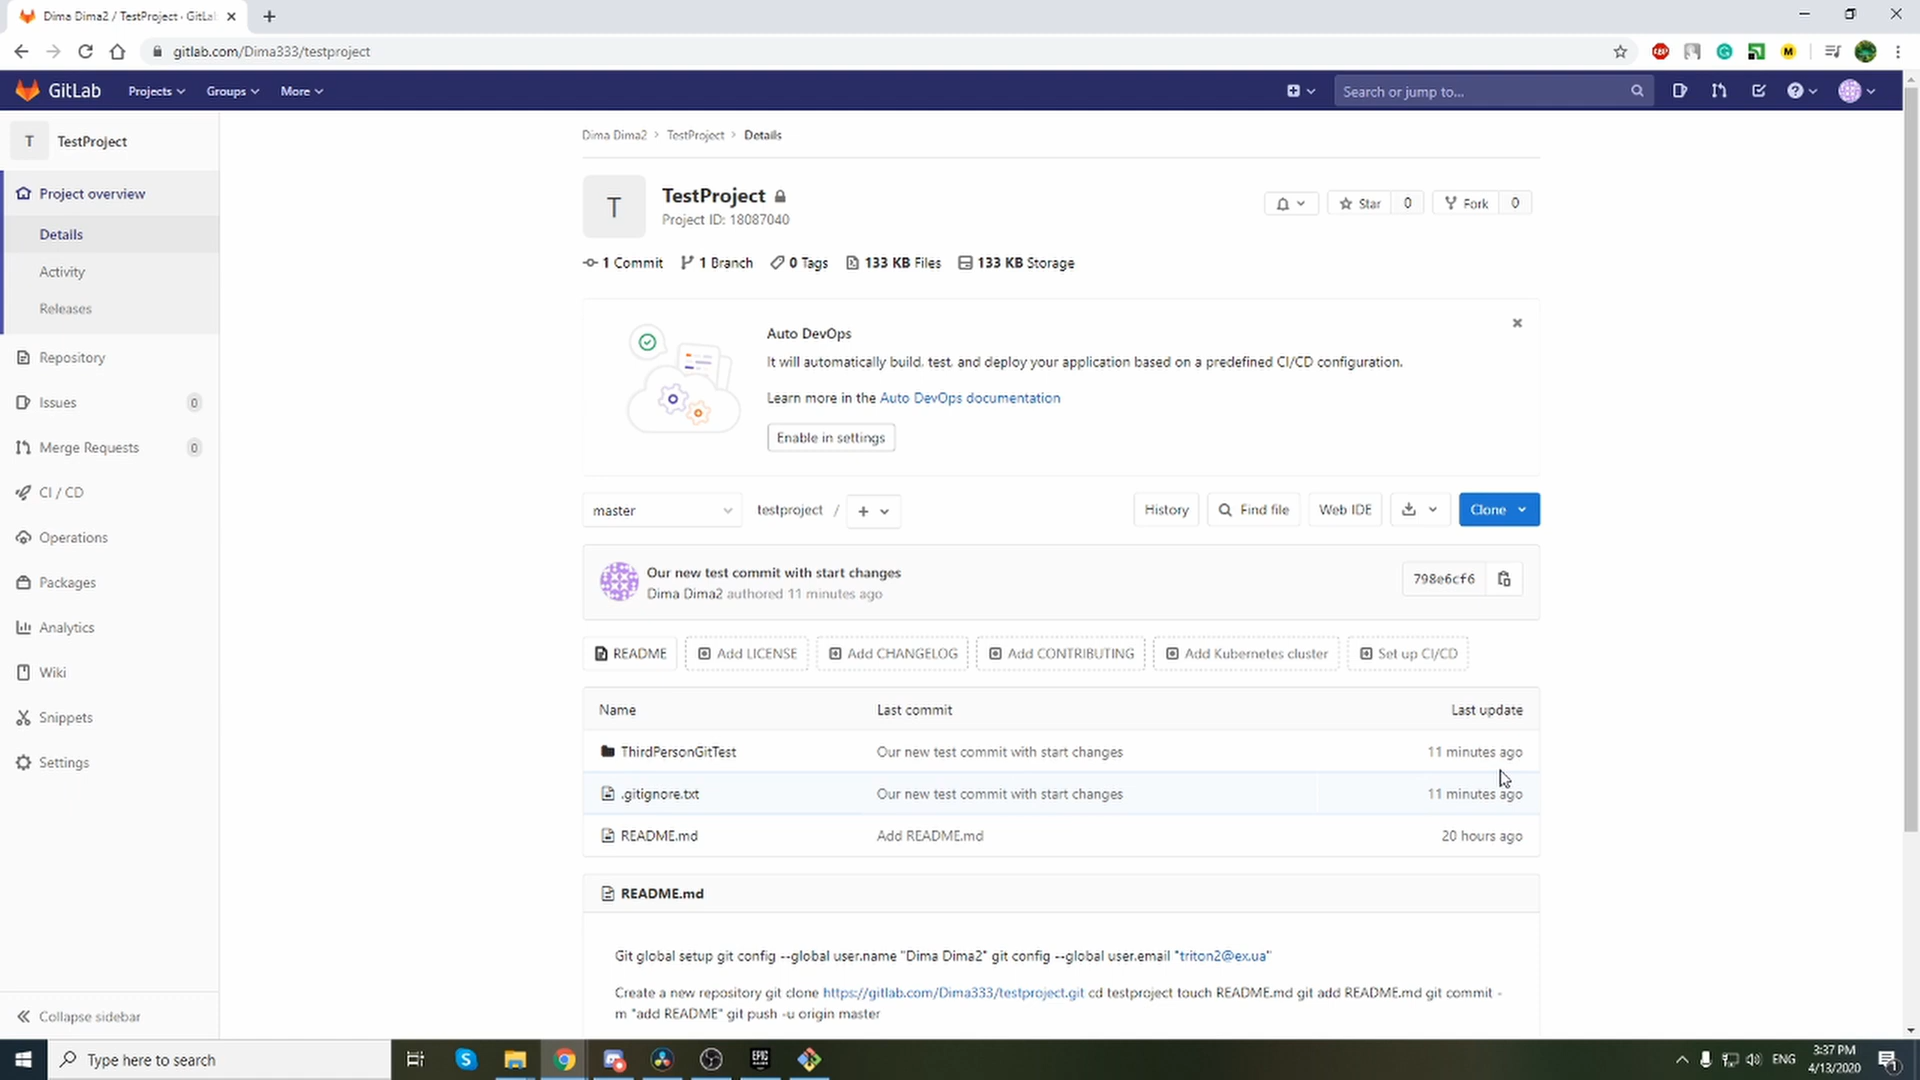 Dima Dima2 / TestProject · GitLa
gitlab.com/Dima333/testproject
GitLab
Projects
Groups
More
Search or jump to...
T
TestProject
Project overview
Details
Activity
Releases
Repository
Issues 0
Merge Requests 0
CI / CD
Operations
Packages
Analytics
Wiki
Snippets
Settings
Collapse sidebar
Dima Dima2 > TestProject > Details
T
TestProject
Project ID: 18087040
Star 0
Fork 0
1 Commit 1 Branch 0 Tags 133 KB Files 133 KB Storage
Auto DevOps
It will automatically build, test, and deploy your application based on a predefined CI/CD configuration.
Learn more in the Auto DevOps documentation
Enable in settings
master
testproject / +
History
Find file
Web IDE
Clone
Our new test commit with start changes
Dima Dima2 authored 11 minutes ago
798e6cf6
README
Add LICENSE
Add CHANGELOG
Add CONTRIBUTING
Add Kubernetes cluster
Set up CI/CD
Name Last commit Last update
ThirdPersonGitTest Our new test commit with start changes 11 minutes ago
.gitignore.txt Our new test commit with start changes 11 minutes ago
README.md Add README.md 20 hours ago
README.md
Git global setup git config --global user.name "Dima Dima2" git config --global user.email "triton2@ex.ua"
Create a new repository git clone https://gitlab.com/Dima333/testproject.git cd testproject touch README.md git add README.md git commit -
m "add README" git push -u origin master
Type here to search
EPIC
ENG
3:37 PM
4/13/2020
1